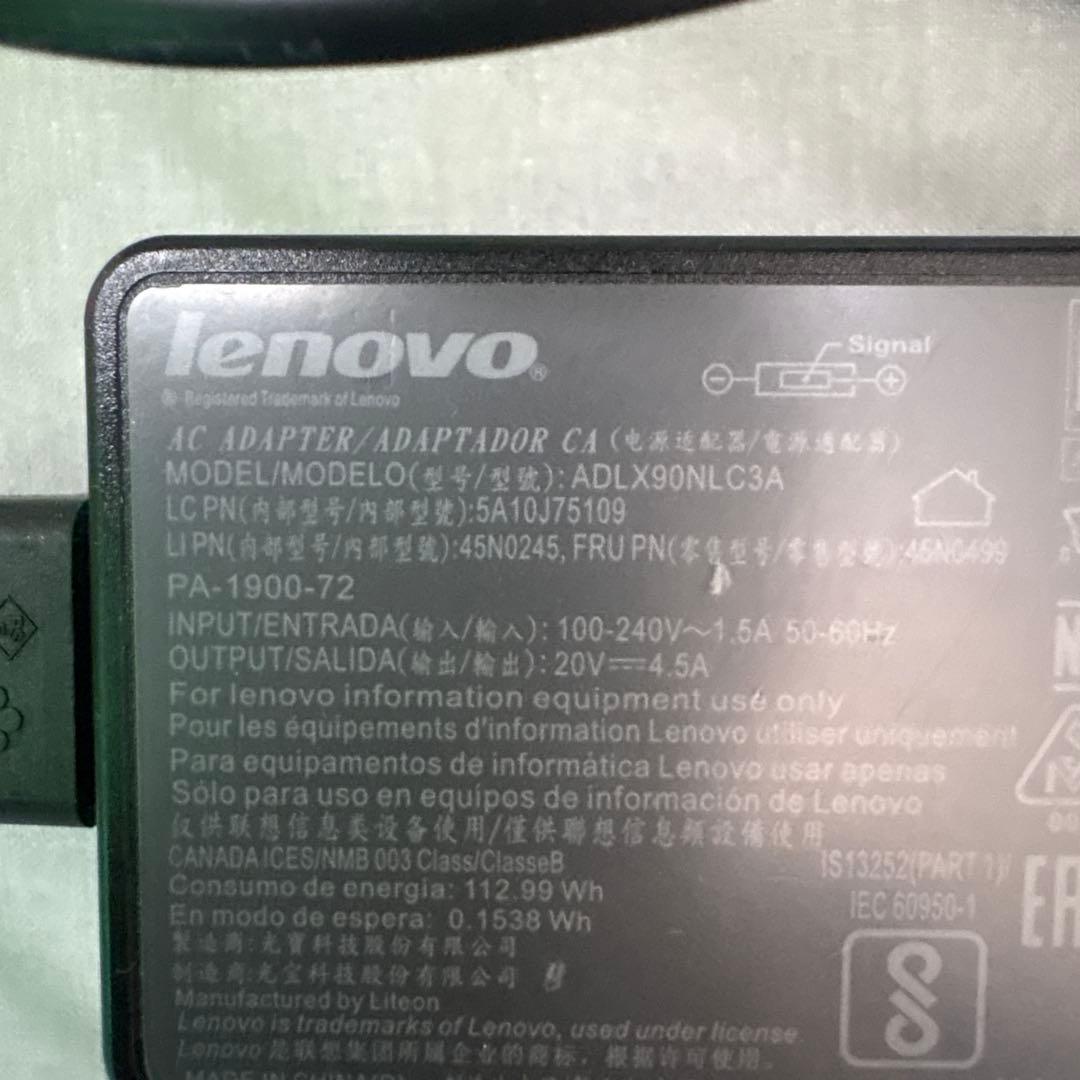 lenovo®
® Registered Trademark of Lenovo
Signal
AC ADAPTER/ADAPTADOR CA (电源适配器/電源適配器)
MODEL/MODELO(型号/型號): ADLX90NLC3A
LC PN(内部型号/內部型號):5A10J75109
LI PN(内部型号/內部型號):45N0245, FRU PN(零售型号/零售型號):45N0499
PA-1900-72
INPUT/ENTRADA(输入/輸入): 100-240V～1.5A 50-60Hz
OUTPUT/SALIDA(输出/輸出): 20V⎓4.5A
For lenovo information equipment use only
Pour les équipements d'information Lenovo utiliser uniquement
Para equipamentos de informática Lenovo usar apenas
Sólo para uso en equipos de información de Lenovo
仅供联想信息类设备使用/僅供聯想信息類設備使用
CANADA ICES/NMB 003 Class/ClasseB
IS13252(PART 1)/
IEC 60950-1
Consumo de energia: 112.99 Wh
En modo de espera: 0.1538 Wh
製造商:光寶科技股份有限公司
制造商:光宝科技股份有限公司
Manufactured by Liteon
Lenovo is trademarks of Lenovo, used under license.
Lenovo 是联想集团所属企业的商标，根据许可使用。